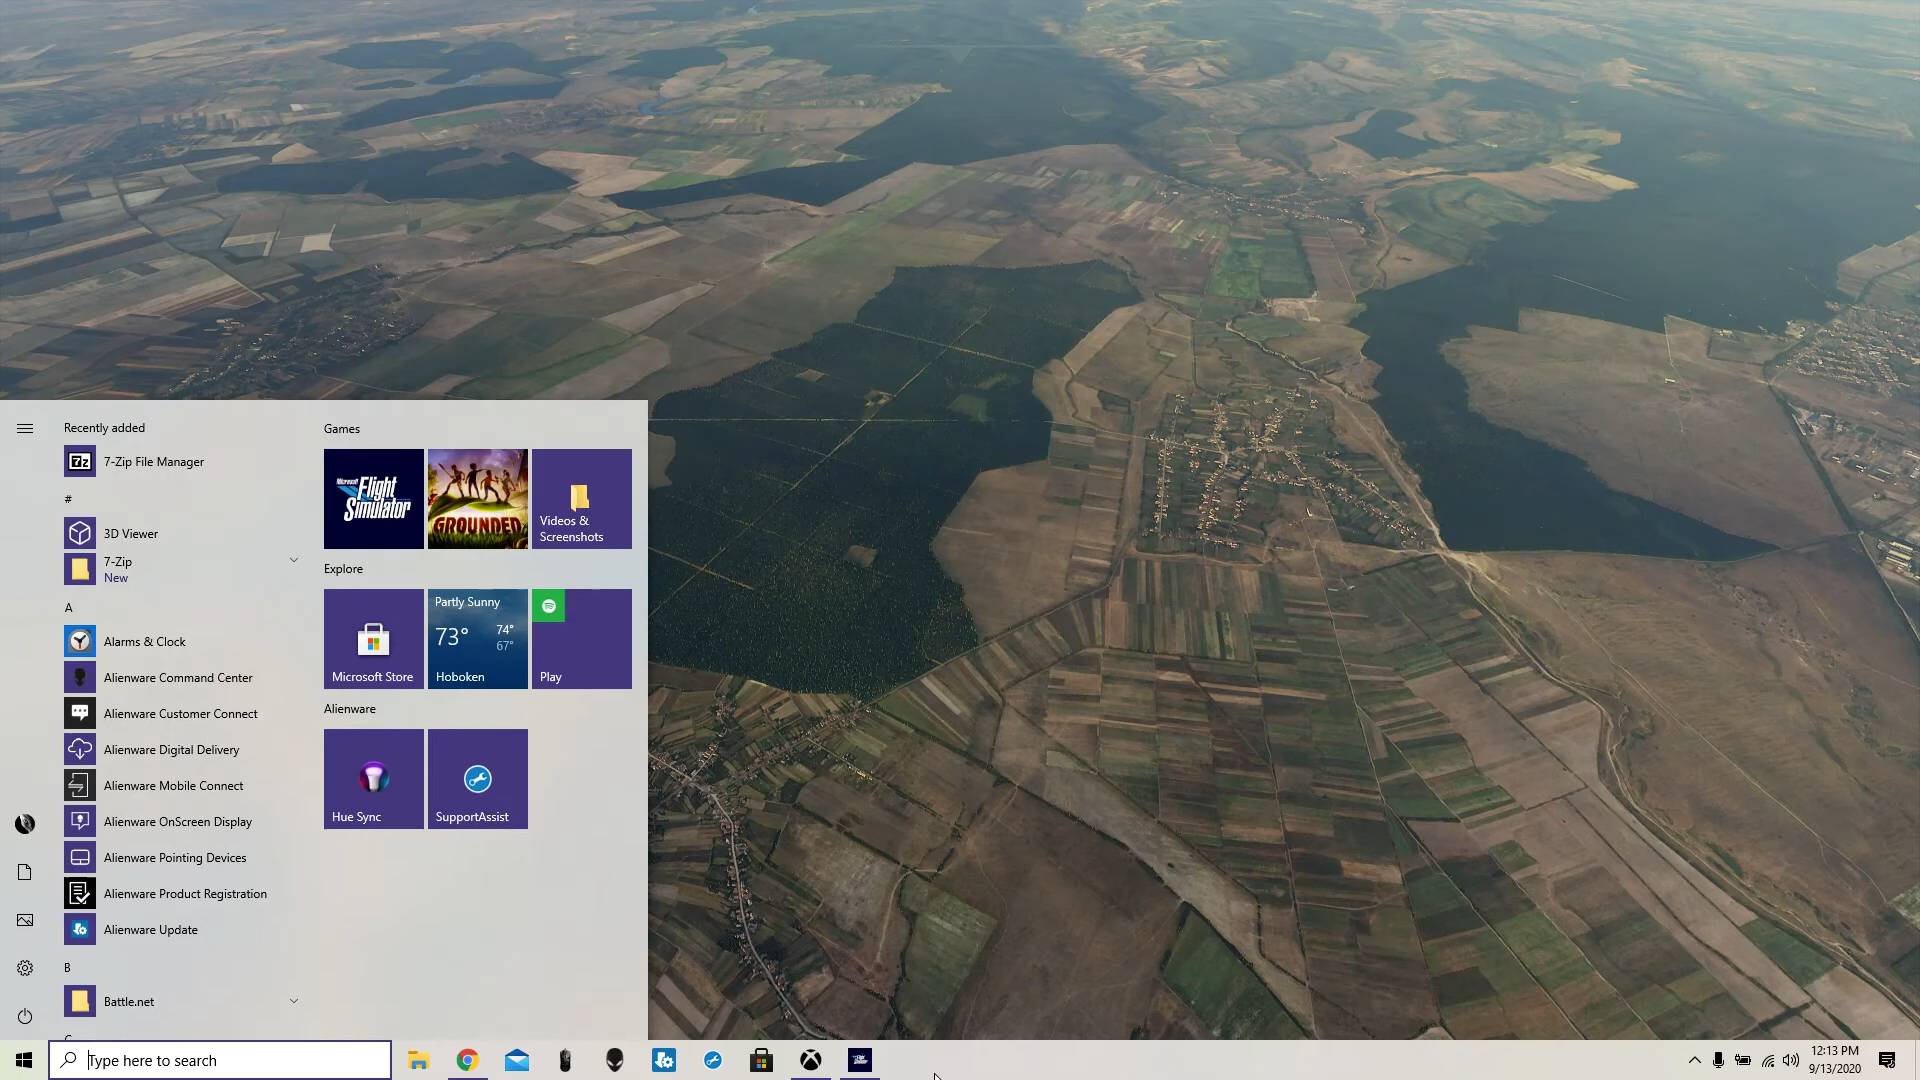 Recently added
7-Zip File Manager
#
3D Viewer
7-Zip
New
A
Alarms & Clock
Alienware Command Center
Alienware Customer Connect
Alienware Digital Delivery
Alienware Mobile Connect
Alienware OnScreen Display
Alienware Pointing Devices
Alienware Product Registration
Alienware Update
B
Battle.net
Games
Microsoft
Flight
Simulator
GROUNDED
Videos &
Screenshots
Explore
Microsoft Store
Partly Sunny
73°
74°
67°
Hoboken
Play
Alienware
Hue Sync
SupportAssist
Type here to search
12:13 PM
9/13/2020